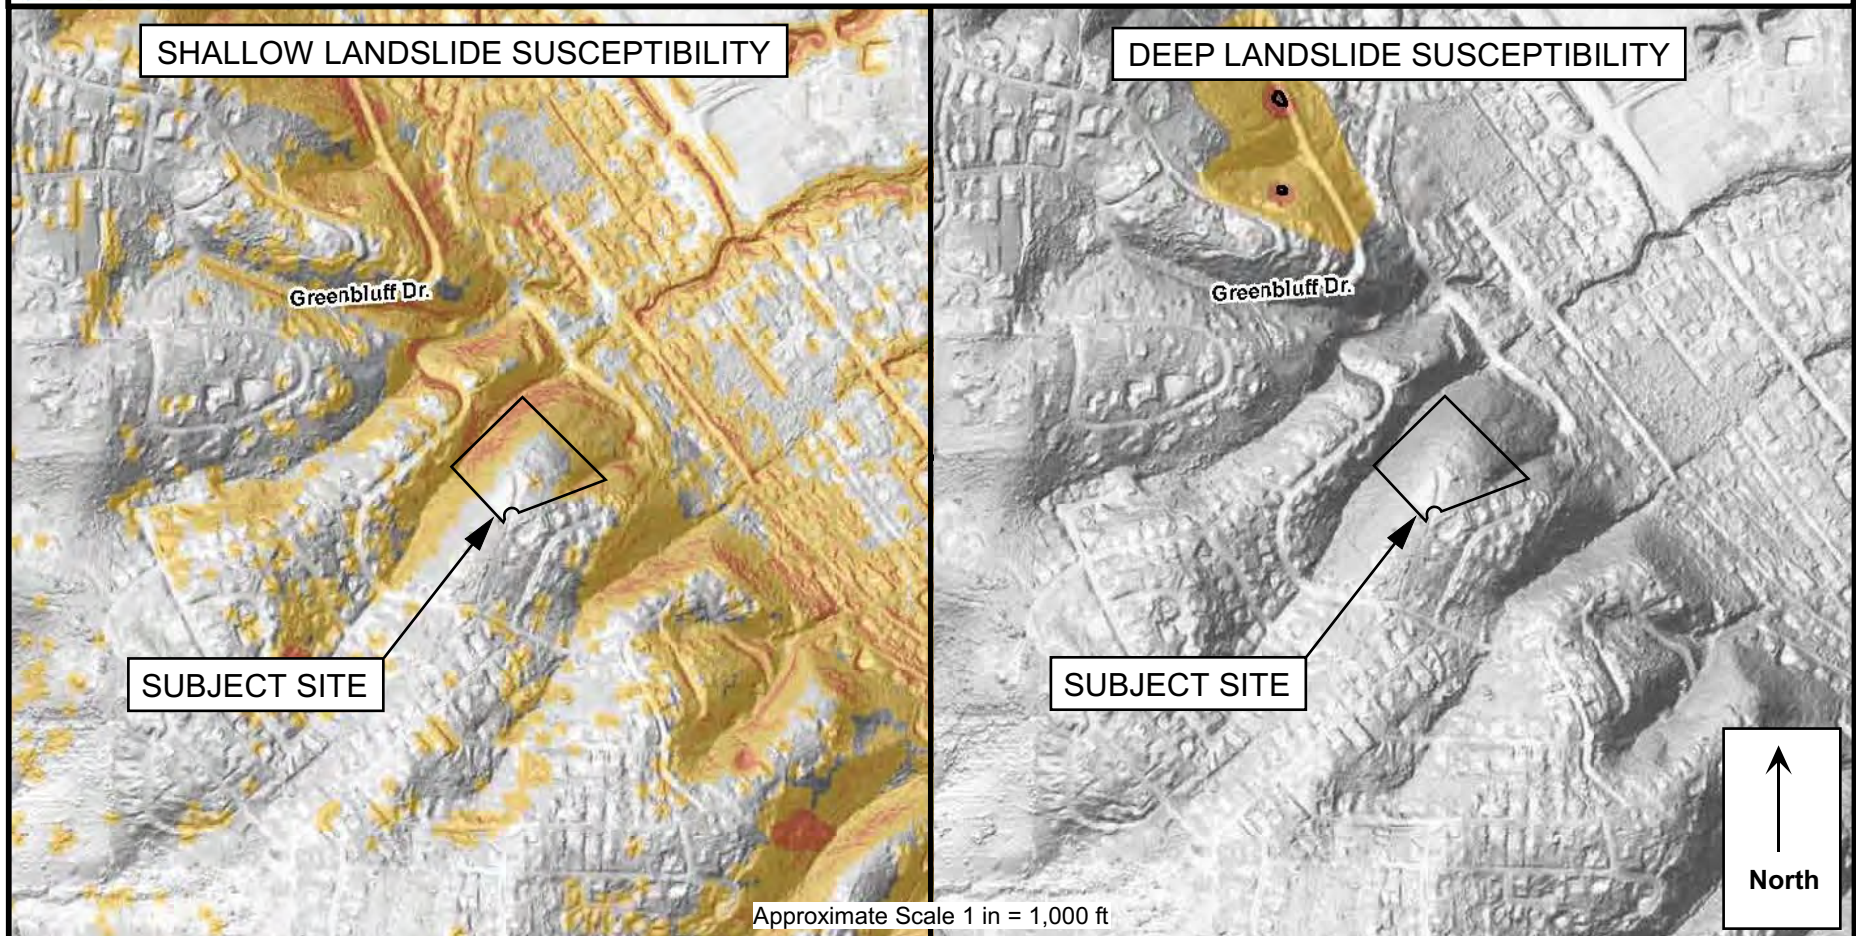 SHALLOW LANDSLIDE SUSCEPTIBILITY
DEEP LANDSLIDE SUSCEPTIBILITY
Greenbluff Dr.
Greenbluff Dr.
SUBJECT SITE
SUBJECT SITE
North
Approximate Scale 1 in = 1,000 ft